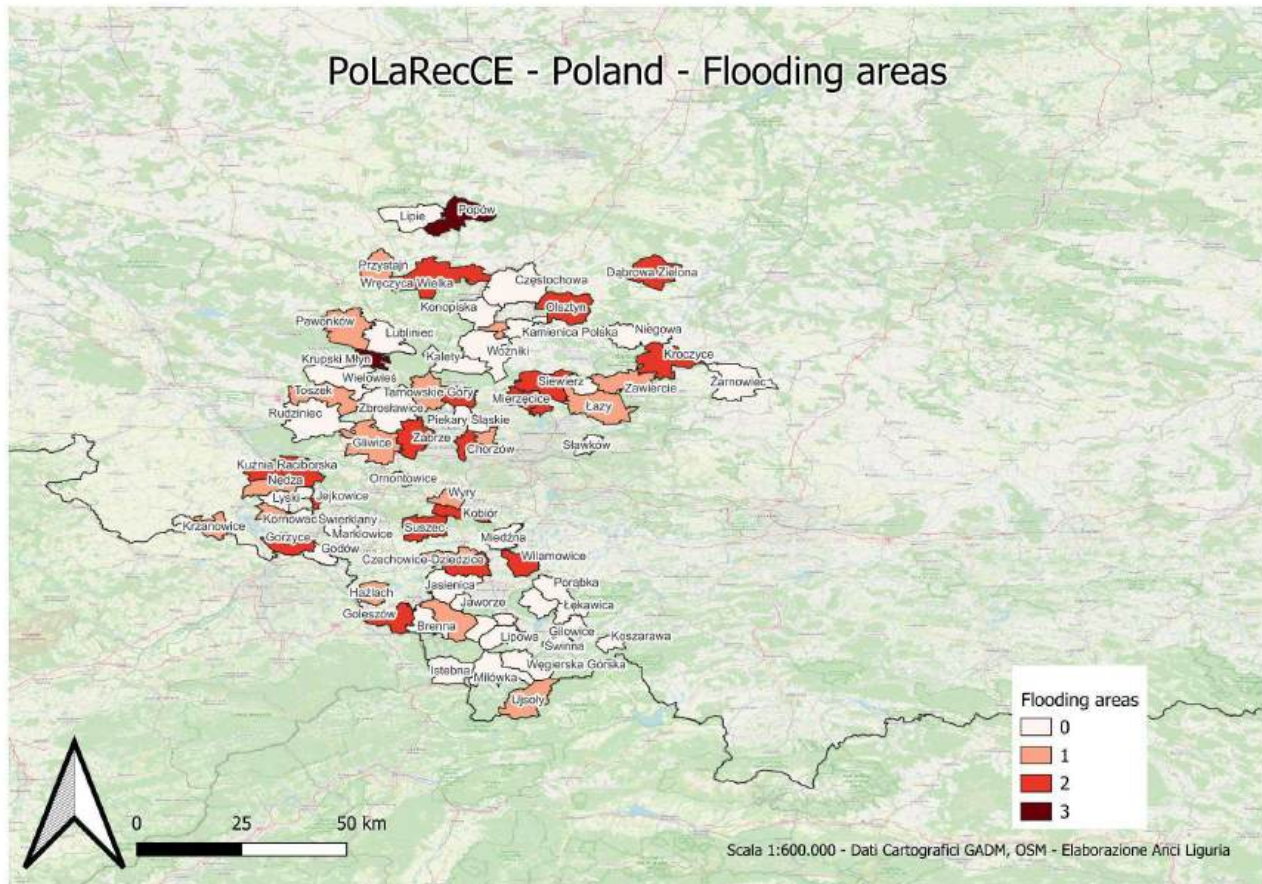 PoLaRecCE - Poland - Flooding areas
Lipie
Popów
Przystajń
Wręczyca Wielka
Częstochowa
Dąbrowa Zielona
Konopiska
Olsztyn
Pawonków
Lubliniec
Kamienica Polska
Niegowa
Woźniki
Krupski Młyn
Kalety
Kroczyce
Wielowieś
Siewierz
Zawiercie
Żarnowiec
Toszek
Tarnowskie Góry
Mierzęcice
Zbrosławice
Łazy
Rudziniec
Piekary Śląskie
Gliwice
Zabrze
Chorzów
Sławków
Kuźnia Raciborska
Nędza
Ornontowice
Lyski
Jejkowice
Wyry
Kornowac
Świerklany
Kobiór
Krzanowice
Suszec
Gorzyce
Markłowice
Miedźna
Godów
Czechowice-Dziedzice
Wilamowice
Jasienica
Porąbka
Hażlach
Jaworze
Łękawica
Goleszów
Brenna
Lipowa
Gilowice
Świnna
Koszarawa
Istebna
Milówka
Węgierska Górska
Ujsoły
Flooding areas
0
1
2
3
0 25 50 km
Scala 1:600.000 - Dati Cartografici GADM, OSM - Elaborazione Anci Liguria